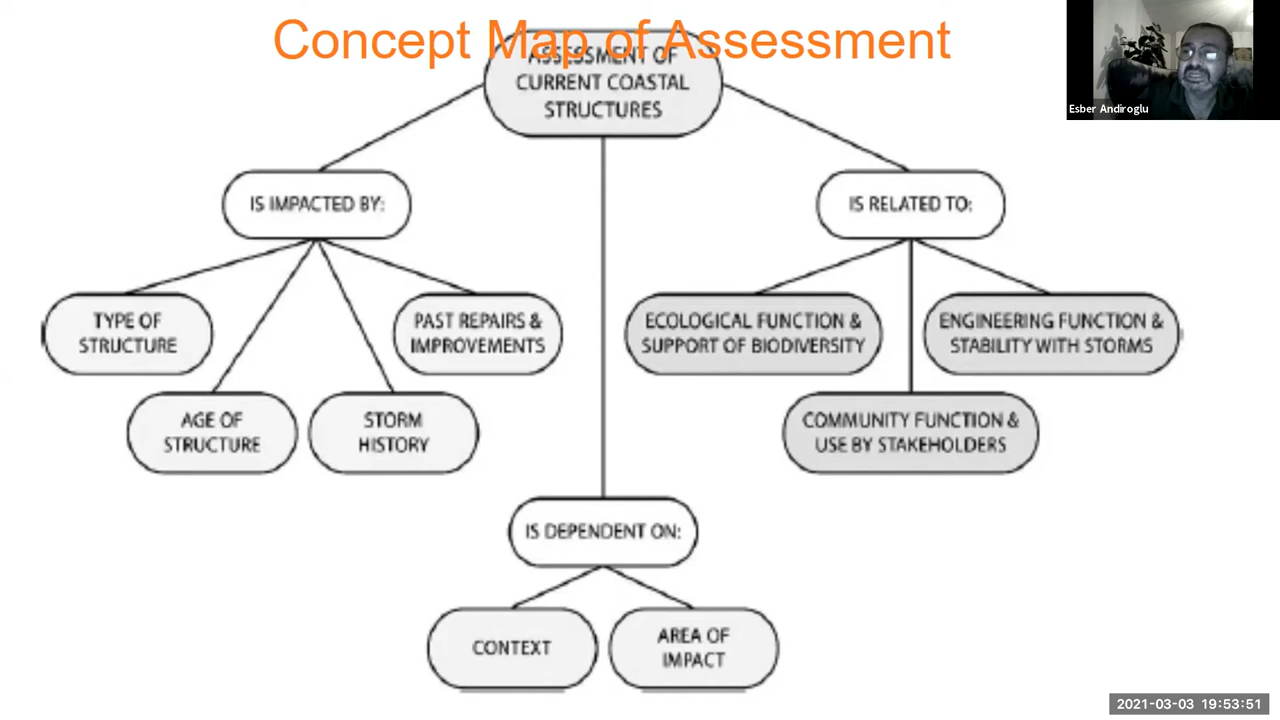 Concept Map of Assessment
ASSESSMENT OF
CURRENT COASTAL
STRUCTURES
Esber Andiroglu
IS IMPACTED BY:
IS RELATED TO:
TYPE OF
STRUCTURE
PAST REPAIRS &
IMPROVEMENTS
ECOLOGICAL FUNCTION &
SUPPORT OF BIODIVERSITY
ENGINEERING FUNCTION &
STABILITY WITH STORMS
AGE OF
STRUCTURE
STORM
HISTORY
COMMUNITY FUNCTION &
USE BY STAKEHOLDERS
IS DEPENDENT ON:
CONTEXT
AREA OF
IMPACT
2021-03-03 19:53:51